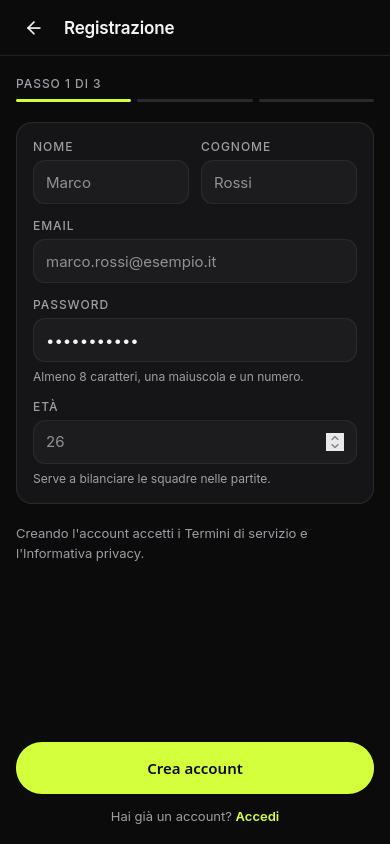 Registrazione
PASSO 1 DI 3
NOME
COGNOME
Marco
Rossi
EMAIL
marco.rossi@esempio.it
PASSWORD
•••••••••••
Almeno 8 caratteri, una maiuscola e un numero.
ETÀ
26
Serve a bilanciare le squadre nelle partite.
Creando l'account accetti i Termini di servizio e
l'Informativa privacy.
Crea account
Hai già un account? Accedi